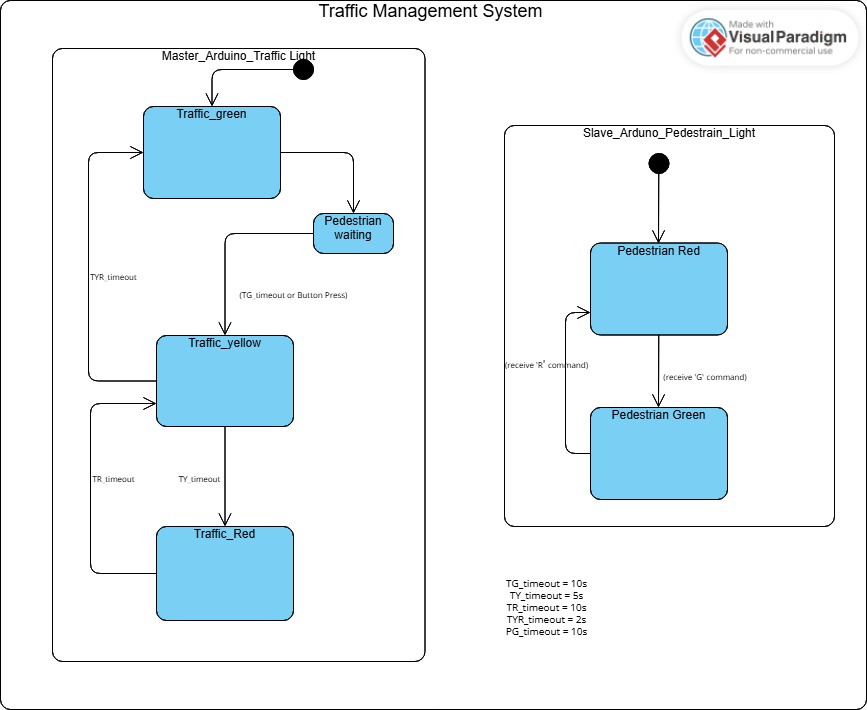 Traffic Management System
Made with
VisualParadigm
For non-commercial use
Master_Arduino_Traffic Light
Traffic_green
Pedestrian
waiting
TYR_timeout
(TG_timeout or Button Press)
Traffic_yellow
TR_timeout
TY_timeout
Traffic_Red
Slave_Arduno_Pedestrain_Light
Pedestrian Red
(receive 'R" command)
(receive 'G' command)
Pedestrian Green
TG_timeout = 10s
TY_timeout = 5s
TR_timeout = 10s
TYR_timeout = 2s
PG_timeout = 10s